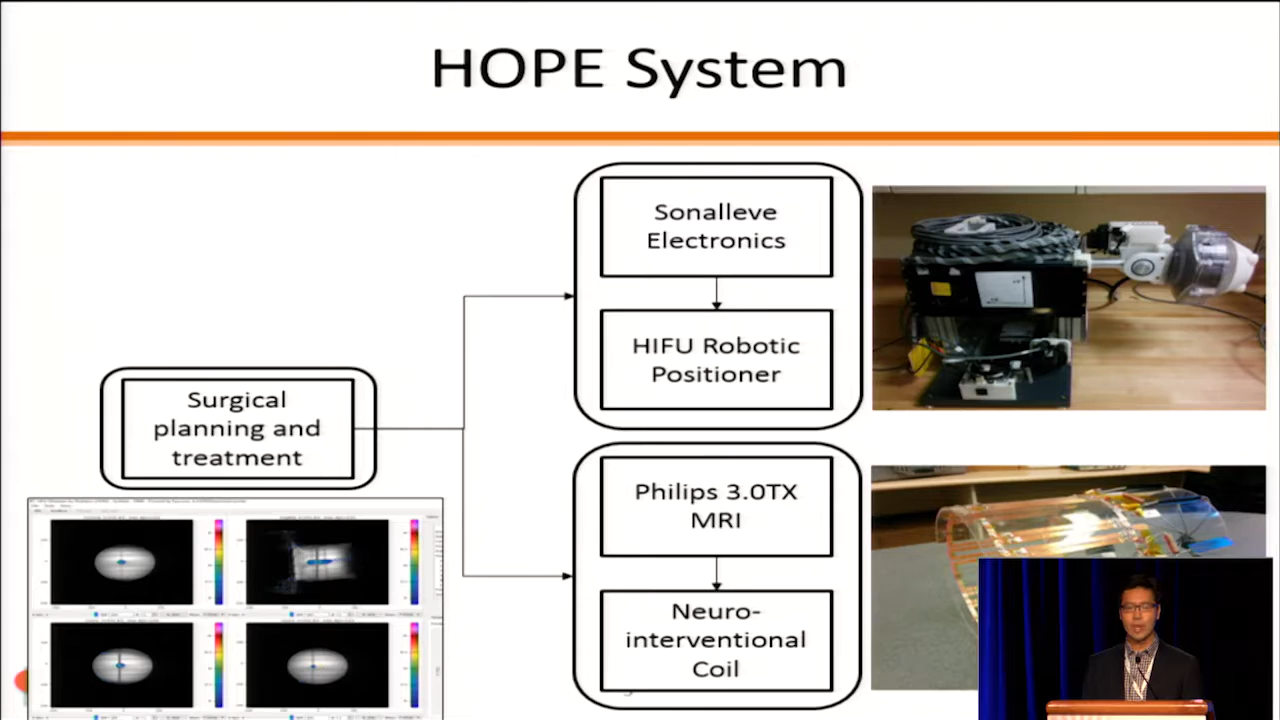 HOPE System
Sonalleve
Electronics
HIFU Robotic
Positioner
Surgical
planning and
treatment
Philips 3.0TX
MRI
Neuro-
interventional
Coil